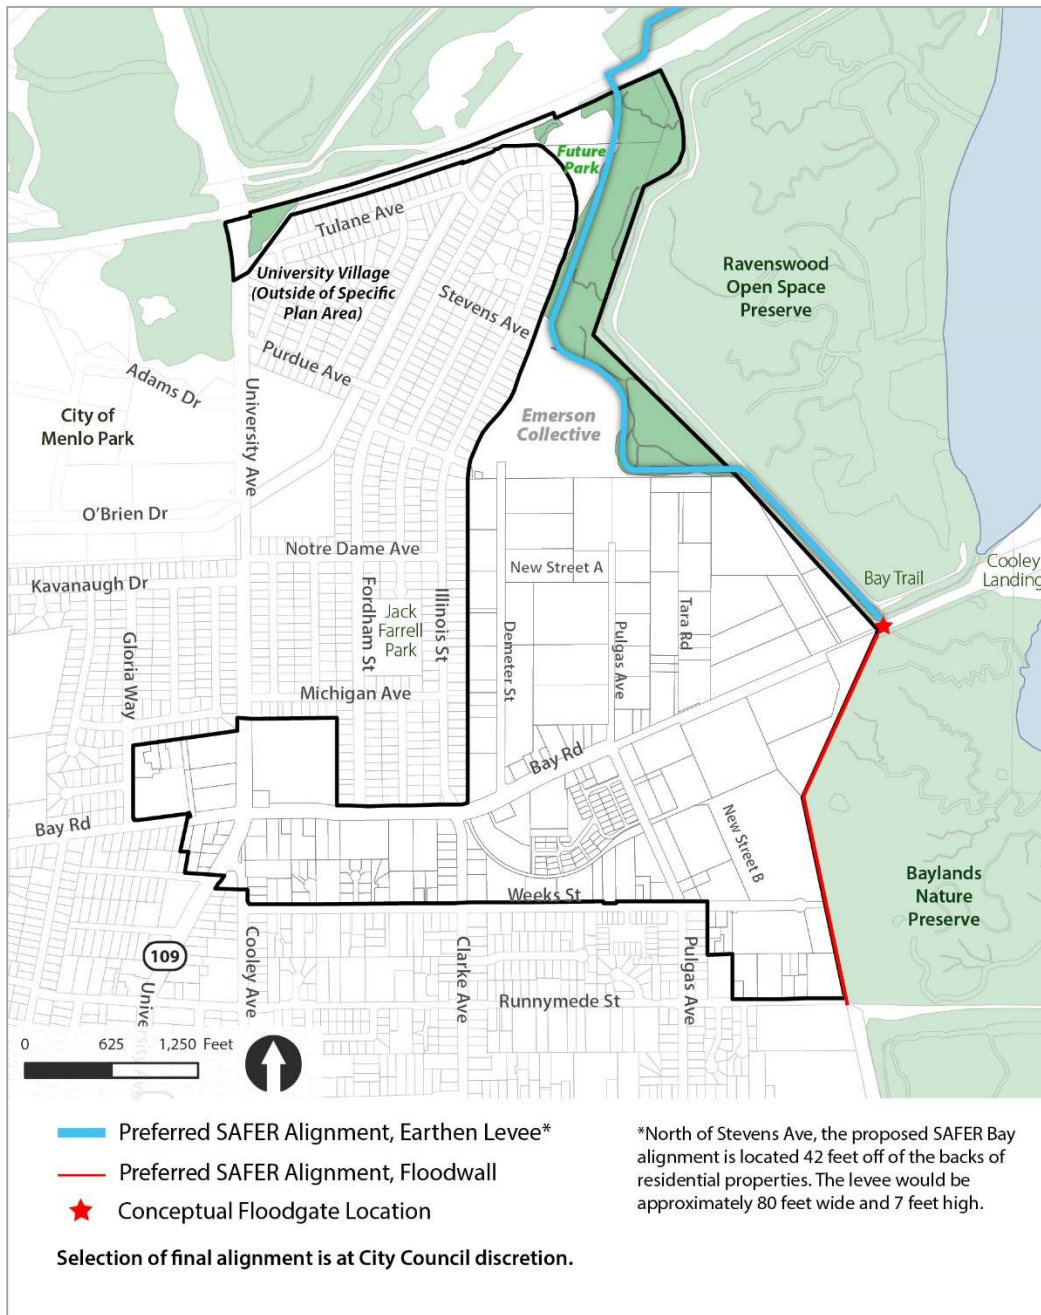 Future
Park
Tulane Ave
University Village
(Outside of Specific
Plan Area)
Stevens Ave
Ravenswood
Open Space
Preserve
Purdue Ave
Adams Dr
City of
Menlo Park
University Ave
Emerson
Collective
O'Brien Dr
Notre Dame Ave
New Street A
Bay Trail
Cooley
Landing
Kavanaugh Dr
Fordham St
Jack
Farrell
Park
Illinois St
Demeter St
Pulgas Ave
Tara Rd
Gloria Way
Michigan Ave
Bay Rd
Bay Rd
New Street B
Weeks St
Baylands
Nature
Preserve
109
Cooley Ave
Clarke Ave
Pulgas Ave
Runnymede St
University Ave
0 625 1,250 Feet
Preferred SAFER Alignment, Earthen Levee*
Preferred SAFER Alignment, Floodwall
Conceptual Floodgate Location
*North of Stevens Ave, the proposed SAFER Bay
alignment is located 42 feet off of the backs of
residential properties. The levee would be
approximately 80 feet wide and 7 feet high.
Selection of final alignment is at City Council discretion.